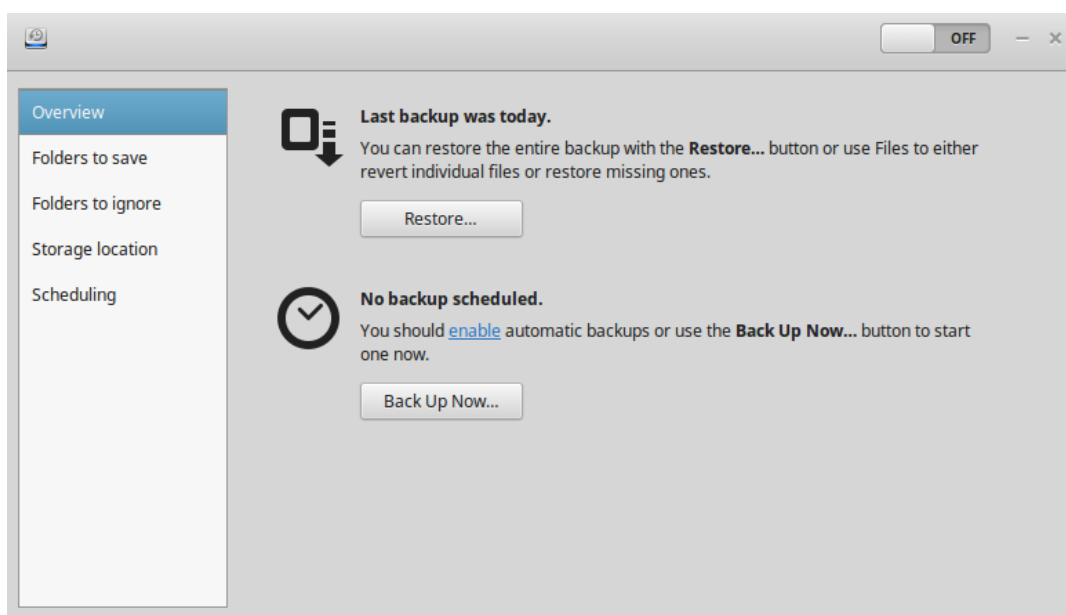 OFF
Overview
Folders to save
Folders to ignore
Storage location
Scheduling
Last backup was today.
You can restore the entire backup with the Restore... button or use Files to either
revert individual files or restore missing ones.
Restore...
No backup scheduled.
You should enable automatic backups or use the Back Up Now... button to start
one now.
Back Up Now...